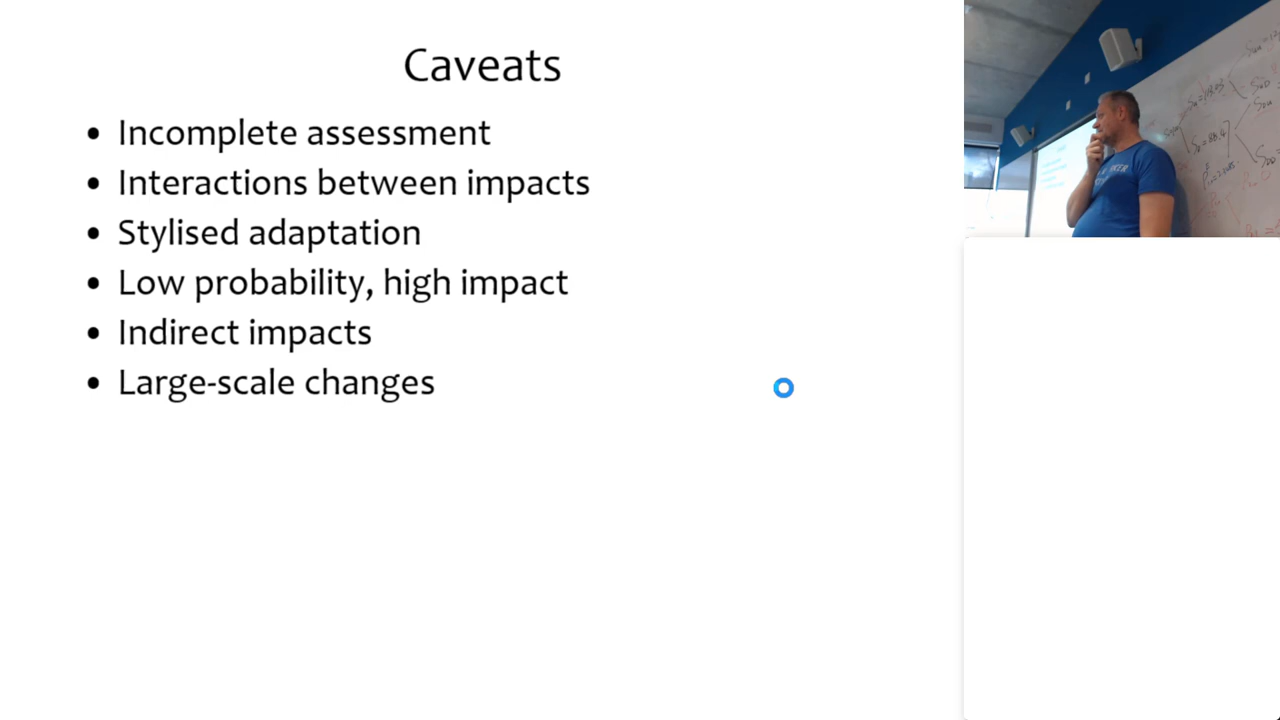 Caveats
• Incomplete assessment
• Interactions between impacts
• Stylised adaptation
• Low probability, high impact
• Indirect impacts
• Large-scale changes